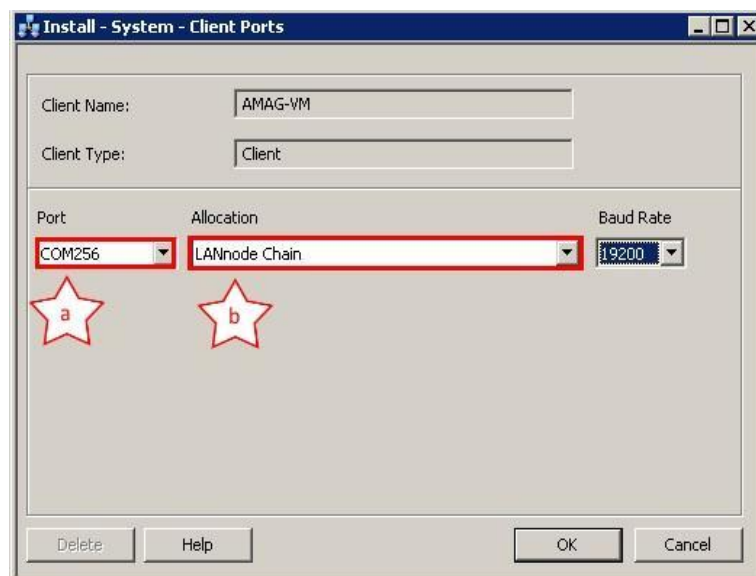 Install - System - Client Ports
Client Name: AMAG-VM
Client Type: Client
Port Allocation Baud Rate
COM256 LANnode Chain 19200
a b
Delete Help OK Cancel